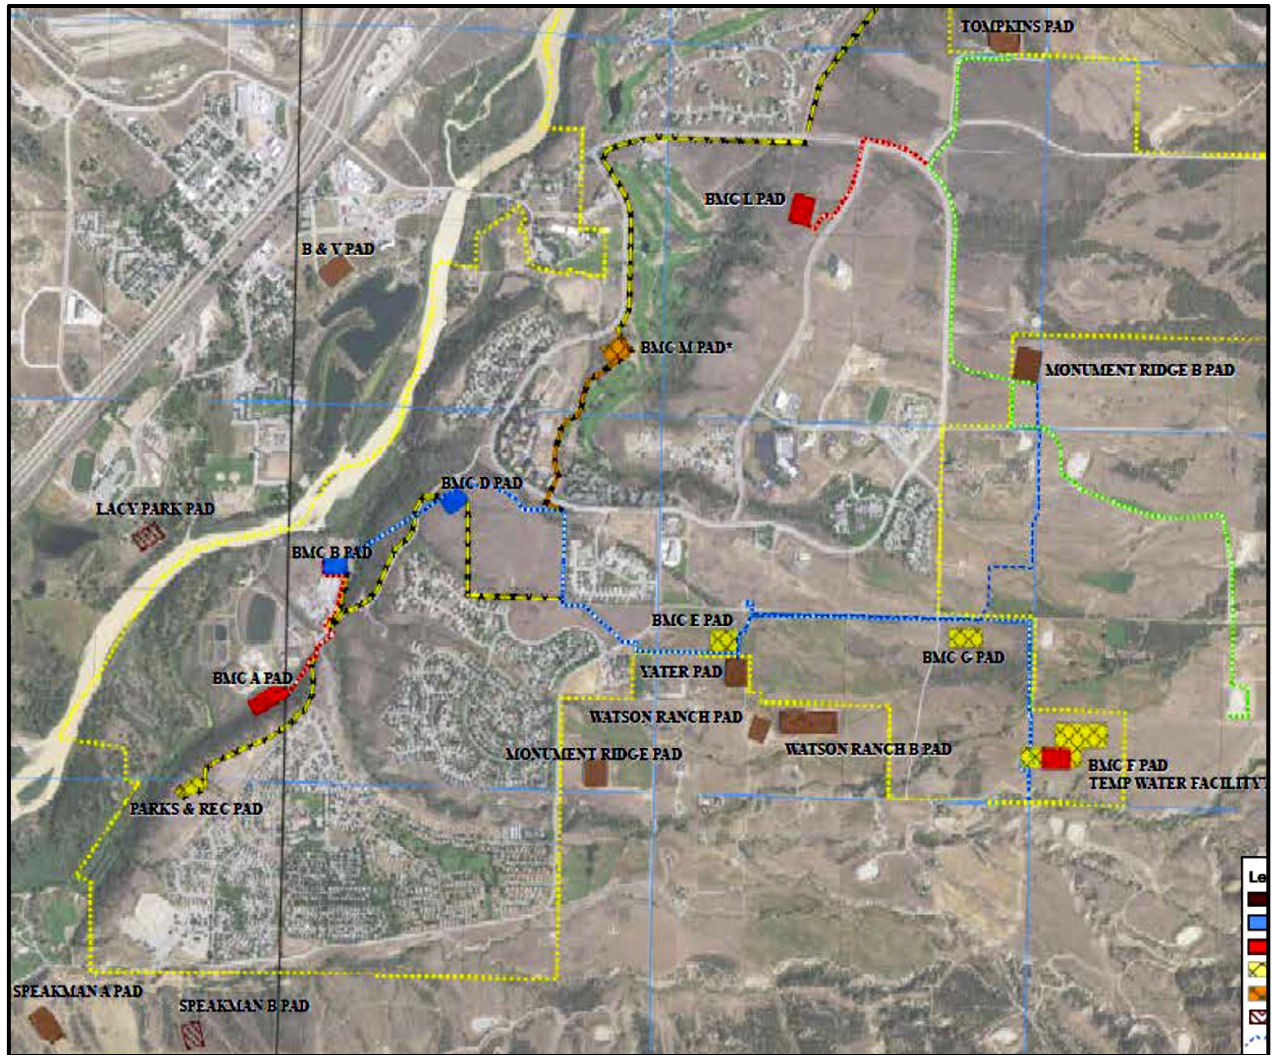 TOMPKINS PAD
BMC L PAD
B & V PAD
BMC M PAD*
MONUMENT RIDGE B PAD
BMC D PAD
LACY PARK PAD
BMC B PAD
BMC E PAD
BMC G PAD
YATER PAD
BMC A PAD
WATSON RANCH PAD
WATSON RANCH B PAD
MONUMENT RIDGE PAD
BMC F PAD
TEMP WATER FACILITY
PARKS & REC PAD
Le
SPEAKMAN A PAD
SPEAKMAN B PAD